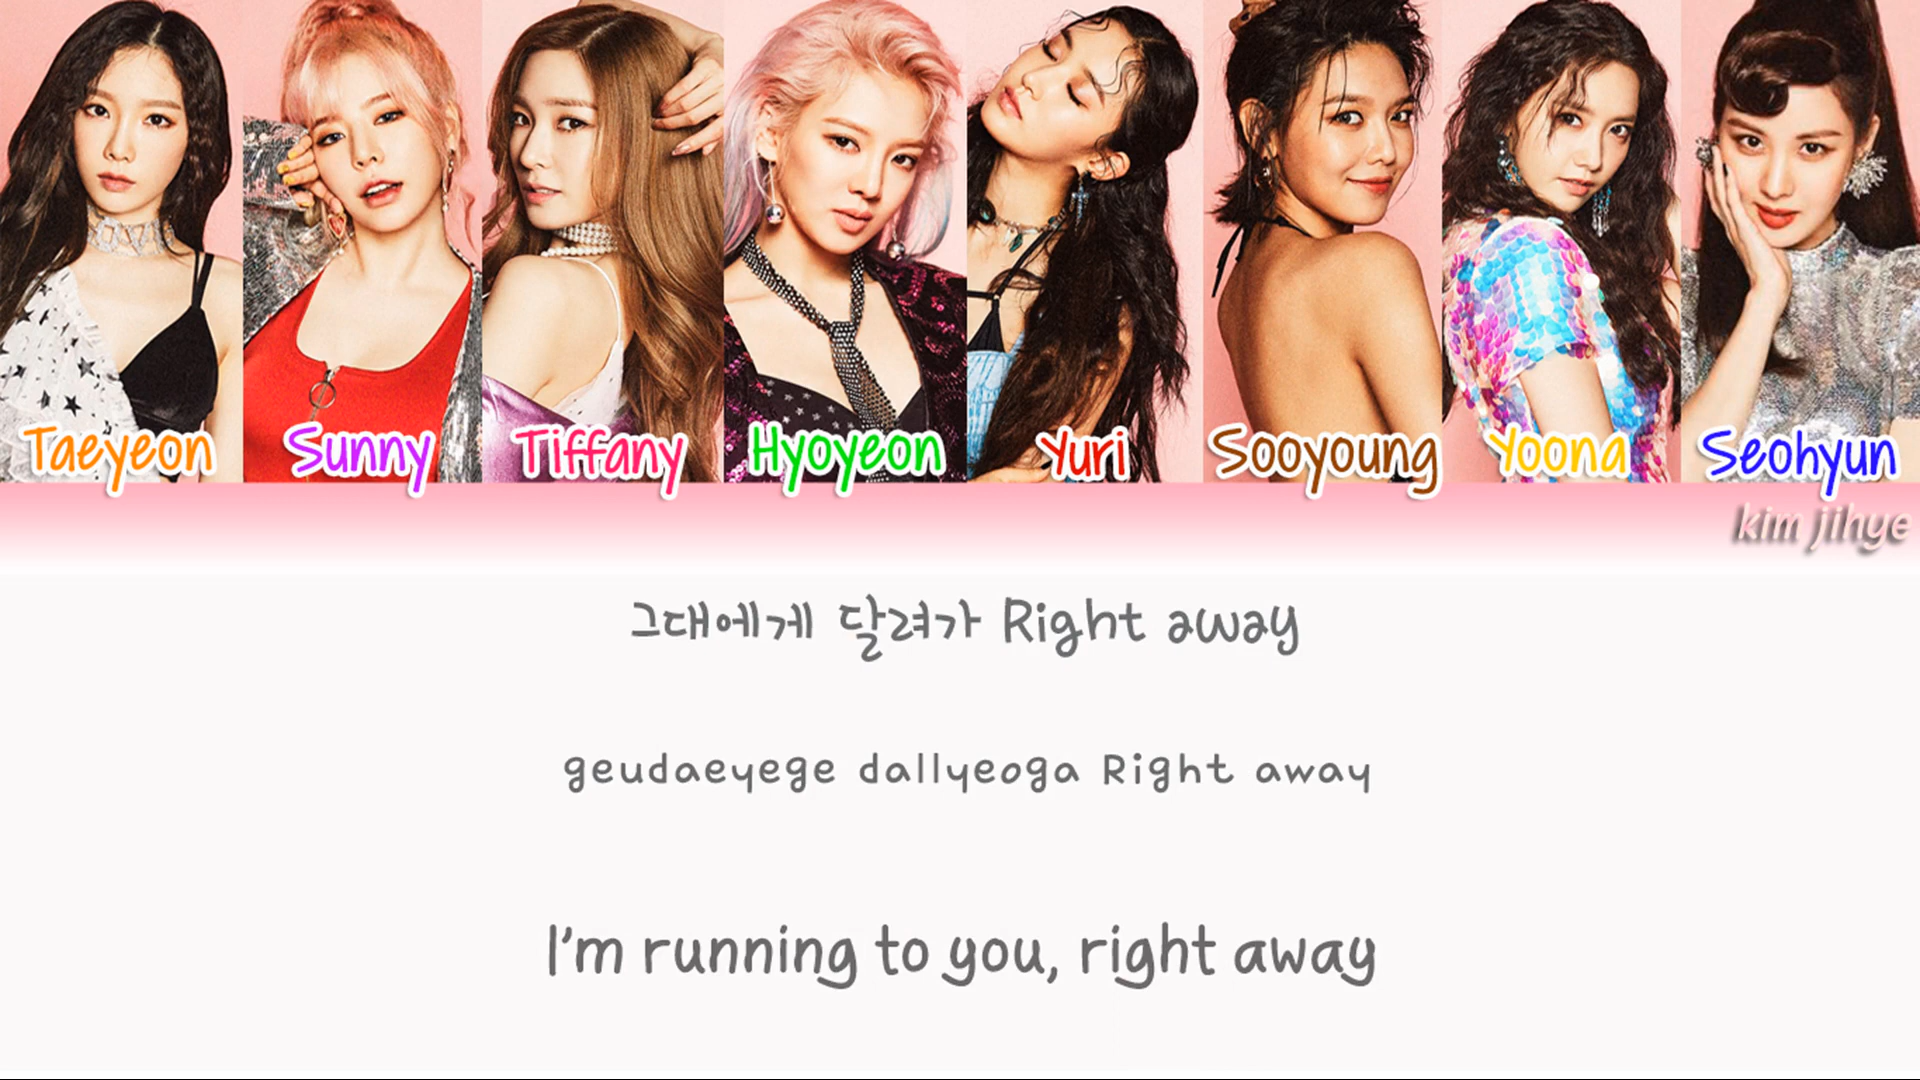 Taeyeon Sunny Tiffany Hyoyeon Yuri Sooyoung Yoona Seohyun
kim jihye
그대에게 달려가 Right away
geudaeyege dallyeoga Right away
I'm running to you, right away